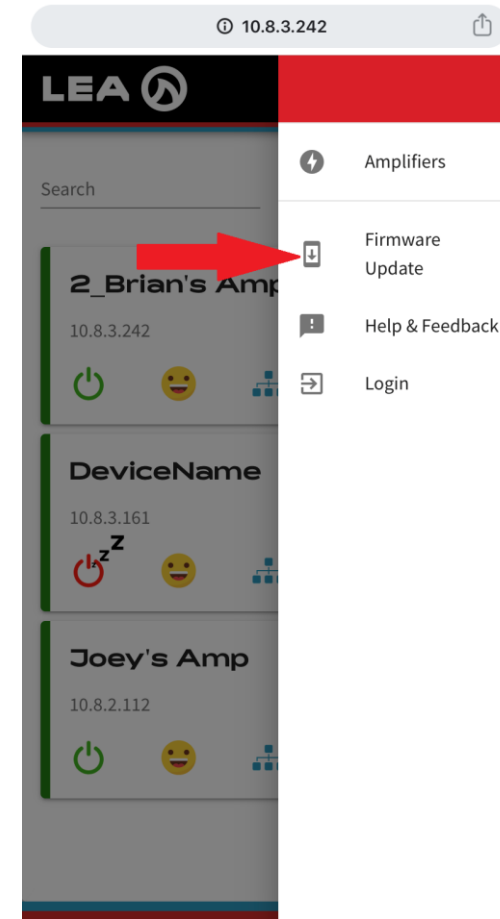 10.8.3.242
LEA
Search
2_Brian's Amp
10.8.3.242
DeviceName
10.8.3.161
z z Z
Joey's Amp
10.8.2.112
Amplifiers
Firmware
Update
Help & Feedback
Login